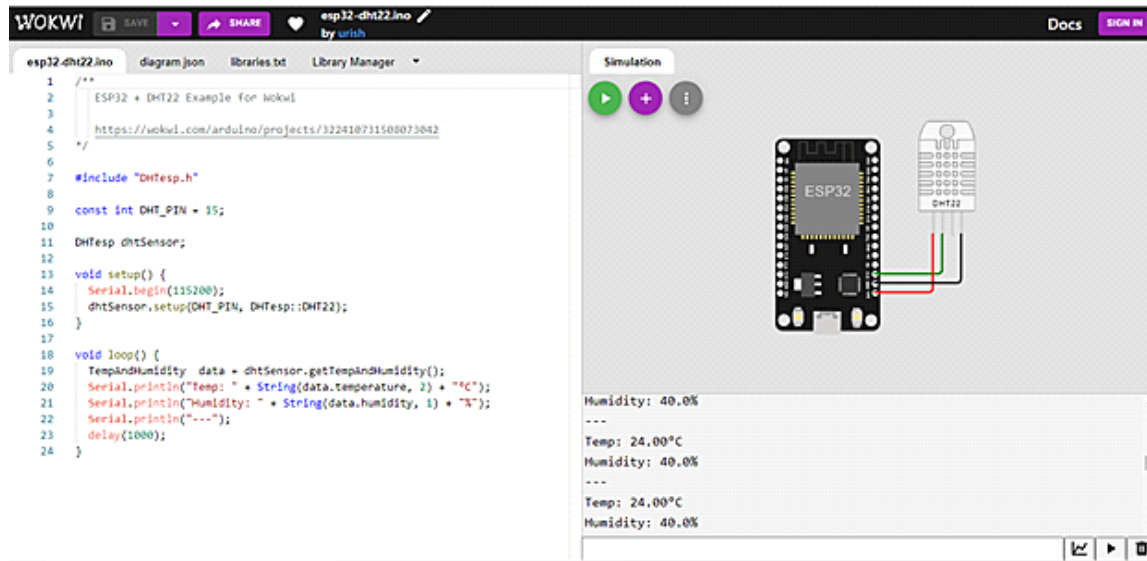 WOKWI SAVE SHARE esp32-dht22.ino
by urish
Docs SIGN IN
esp32-dht22.ino diagram.json libraries.txt Library Manager
Simulation
1 /**
2 ESP32 + DHT22 Example for Wokwi
3
4 https://wokwi.com/arduino/projects/322410731508073042
5 */
6
7 #include "DHTesp.h"
8
9 const int DHT_PIN = 15;
10
11 DHTesp dhtSensor;
12
13 void setup() {
14 Serial.begin(115200);
15 dhtSensor.setup(DHT_PIN, DHTesp::DHT22);
16 }
17
18 void loop() {
19 TempAndHumidity data = dhtSensor.getTempAndHumidity();
20 Serial.println("Temp: " + String(data.temperature, 2) + "°C");
21 Serial.println("Humidity: " + String(data.humidity, 1) + "%");
22 Serial.println("---");
23 delay(1000);
24 }
ESP32
DHT22
Humidity: 40.0%
---
Temp: 24.00°C
Humidity: 40.0%
---
Temp: 24.00°C
Humidity: 40.0%